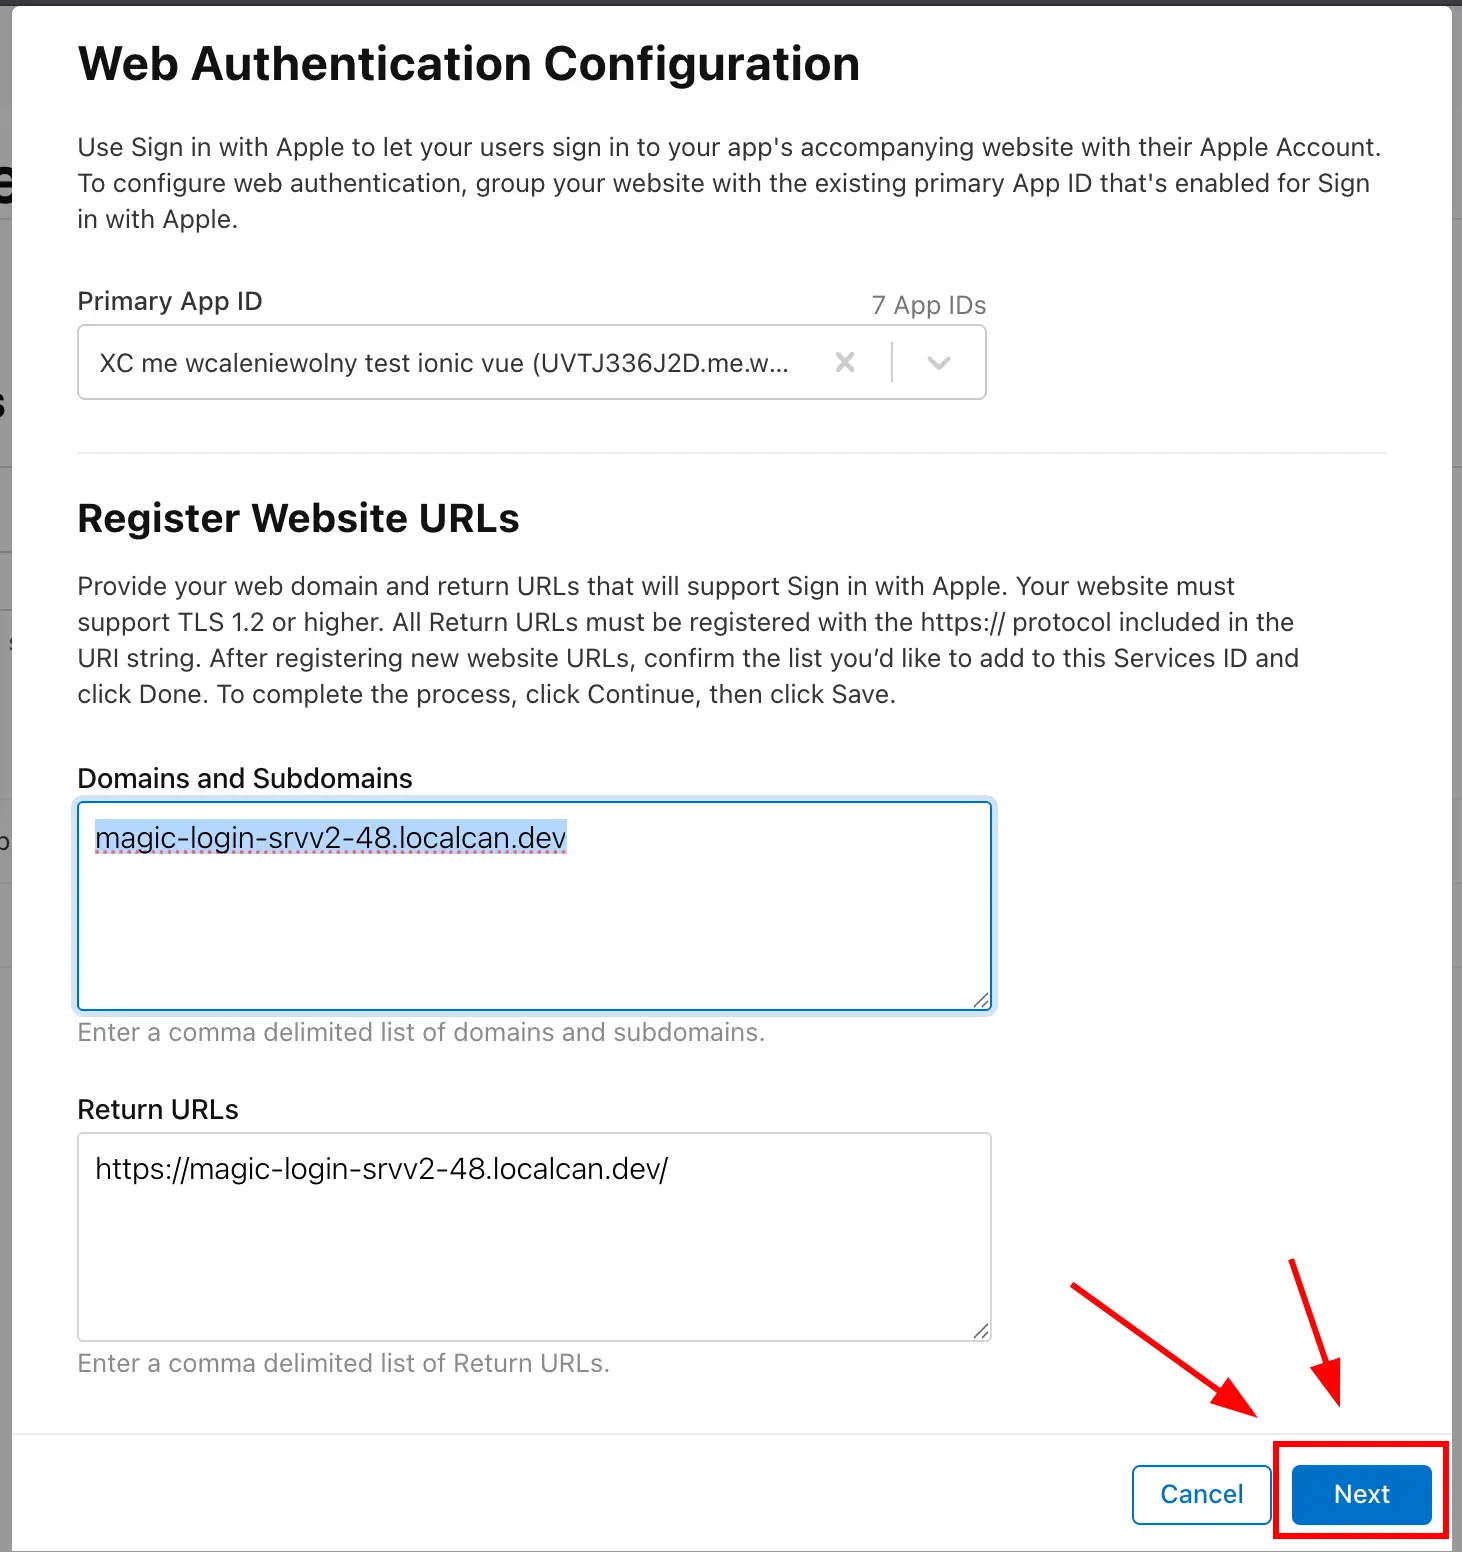 Web Authentication Configuration
Use Sign in with Apple to let your users sign in to your app's accompanying website with their Apple Account.
To configure web authentication, group your website with the existing primary App ID that's enabled for Sign
in with Apple.
Primary App ID
7 App IDs
XC me wcaleniewolny test ionic vue (UVTJ336J2D.me.w...
Register Website URLs
Provide your web domain and return URLs that will support Sign in with Apple. Your website must
support TLS 1.2 or higher. All Return URLs must be registered with the https:// protocol included in the
URI string. After registering new website URLs, confirm the list you’d like to add to this Services ID and
click Done. To complete the process, click Continue, then click Save.
Domains and Subdomains
magic-login-srvv2-48.localcan.dev
Enter a comma delimited list of domains and subdomains.
Return URLs
https://magic-login-srvv2-48.localcan.dev/
Enter a comma delimited list of Return URLs.
Cancel
Next